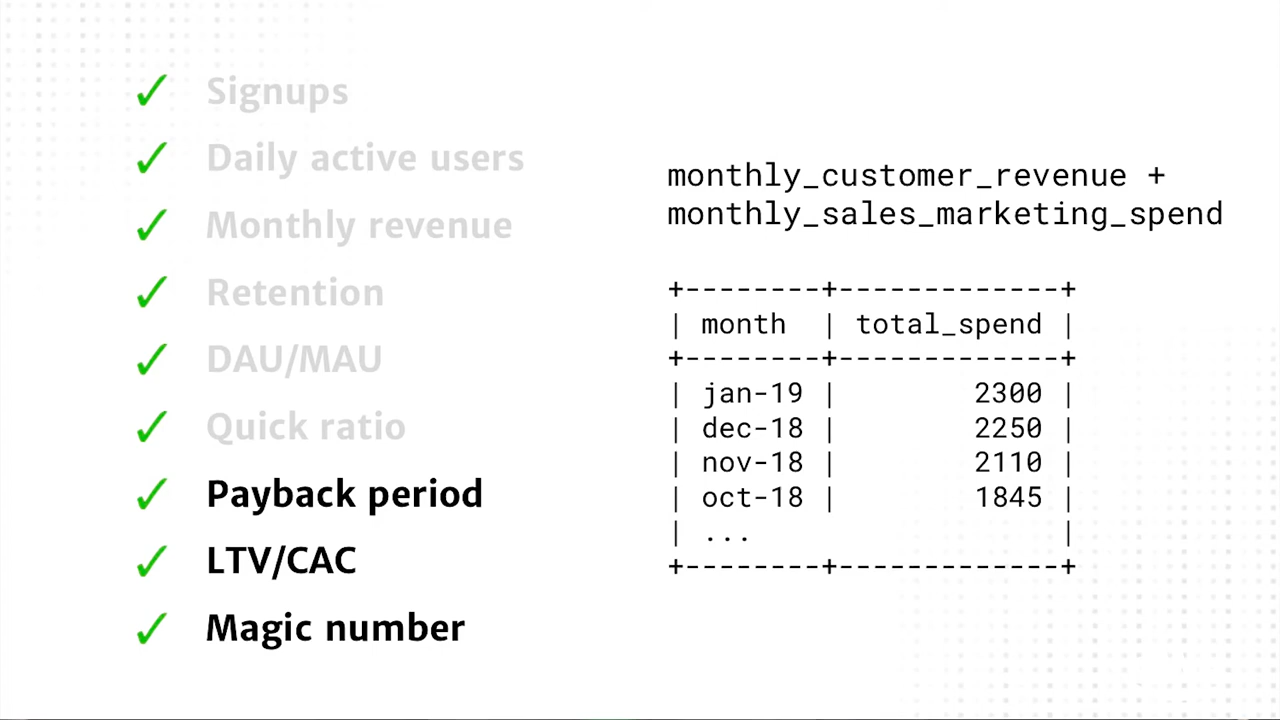 ✓ Signups
✓ Daily active users
✓ Monthly revenue
✓ Retention
✓ DAU/MAU
✓ Quick ratio
✓ Payback period
✓ LTV/CAC
✓ Magic number
monthly_customer_revenue +
monthly_sales_marketing_spend
+--------+-------------+
| month  | total_spend |
+--------+-------------+
| jan-19 |        2300 |
| dec-18 |        2250 |
| nov-18 |        2110 |
| oct-18 |        1845 |
| ...                  |
+--------+-------------+